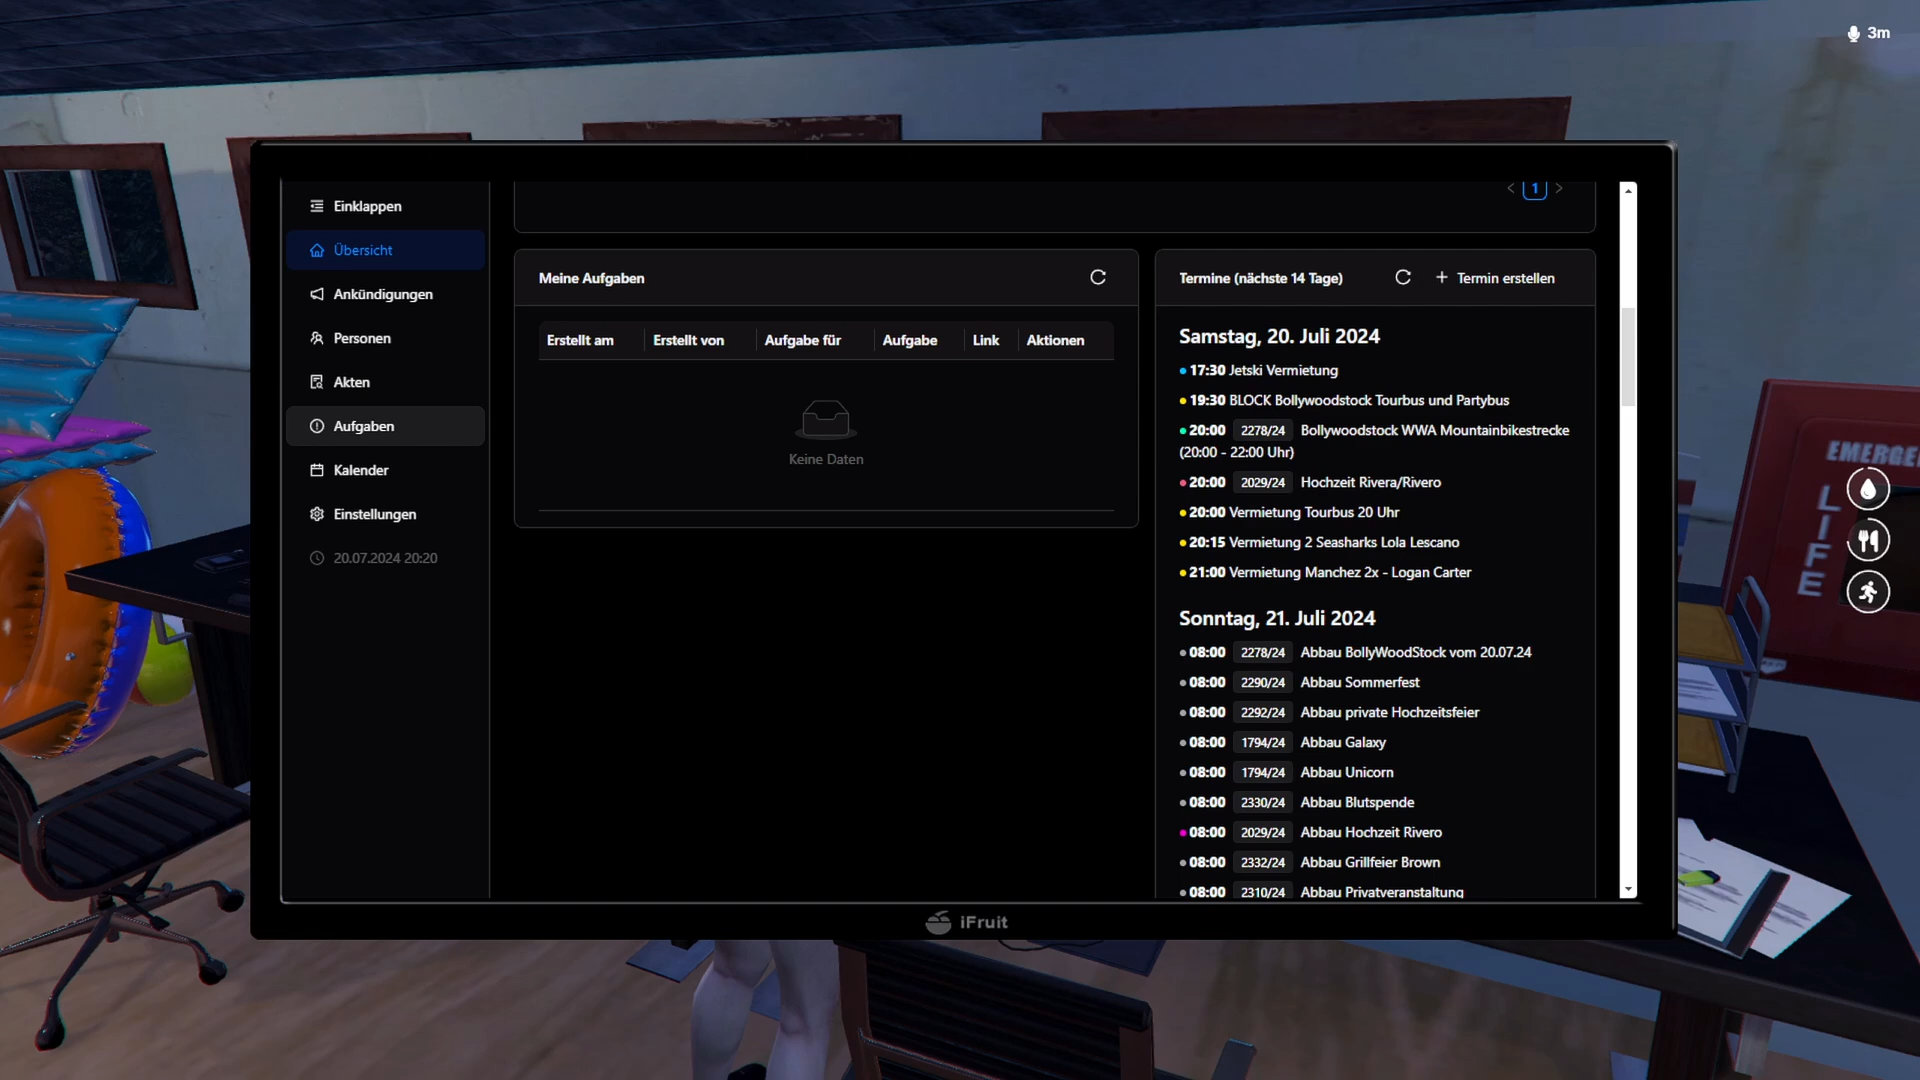 3m
Einklappen
Übersicht
Ankündigungen
Personen
Akten
Aufgaben
Kalender
Einstellungen
20.07.2024 20:20
1
Meine Aufgaben
Erstellt am Erstellt von Aufgabe für Aufgabe Link Aktionen
Keine Daten
Termine (nächste 14 Tage) + Termin erstellen
Samstag, 20. Juli 2024
17:30 Jetski Vermietung
19:30 BLOCK Bollywoodstock Tourbus und Partybus
20:00 2278/24 Bollywoodstock WWA Mountainbikestrecke
(20:00 - 22:00 Uhr)
20:00 2029/24 Hochzeit Rivera/Rivero
20:00 Vermietung Tourbus 20 Uhr
20:15 Vermietung 2 Seasharks Lola Lescano
21:00 Vermietung Manchez 2x - Logan Carter
Sonntag, 21. Juli 2024
08:00 2278/24 Abbau BollyWoodStock vom 20.07.24
08:00 2290/24 Abbau Sommerfest
08:00 2292/24 Abbau private Hochzeitsfeier
08:00 1794/24 Abbau Galaxy
08:00 1794/24 Abbau Unicorn
08:00 2330/24 Abbau Blutspende
08:00 2029/24 Abbau Hochzeit Rivero
08:00 2332/24 Abbau Grillfeier Brown
08:00 2310/24 Abbau Privatveranstaltung
iFruit
EMERGE
LIFE